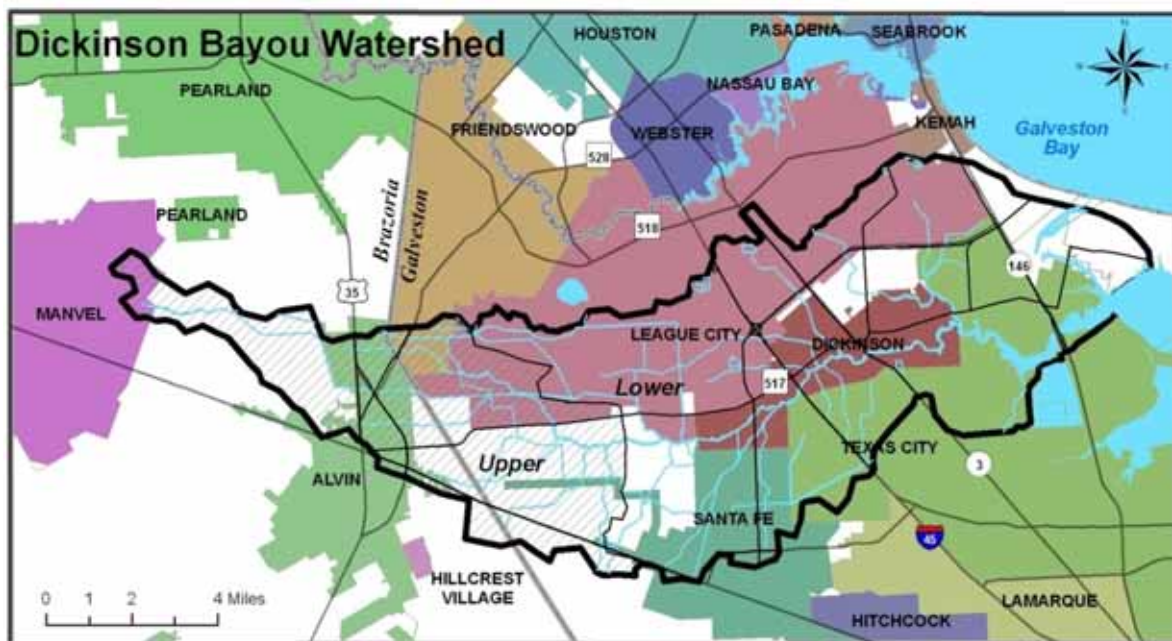 Dickinson Bayou Watershed
HOUSTON
PASADENA
SEABROOK
N
PEARLAND
NASSAU BAY
W
E
S
FRIENDSWOOD
WEBSTER
KEMAH
Galveston
Bay
528
PEARLAND
Brazoria
Galveston
518
146
35
MANVEL
LEAGUE CITY
DICKINSON
Lower
517
Upper
TEXAS CITY
ALVIN
3
SANTA FE
45
HILLCREST
VILLAGE
0 1 2 4 Miles
LAMARQUE
HITCHCOCK